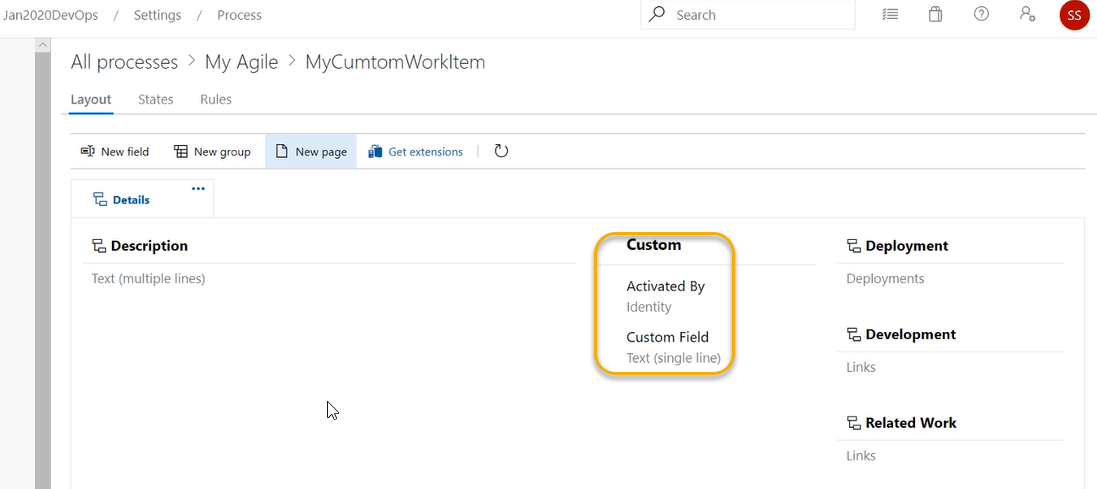 Jan2020DevOps / Settings / Process
Search
SS
All processes > My Agile > MyCumtomWorkItem
Layout States Rules
New field New group New page Get extensions
Details
Description
Text (multiple lines)
Custom
Activated By
Identity
Custom Field
Text (single line)
Deployment
Deployments
Development
Links
Related Work
Links